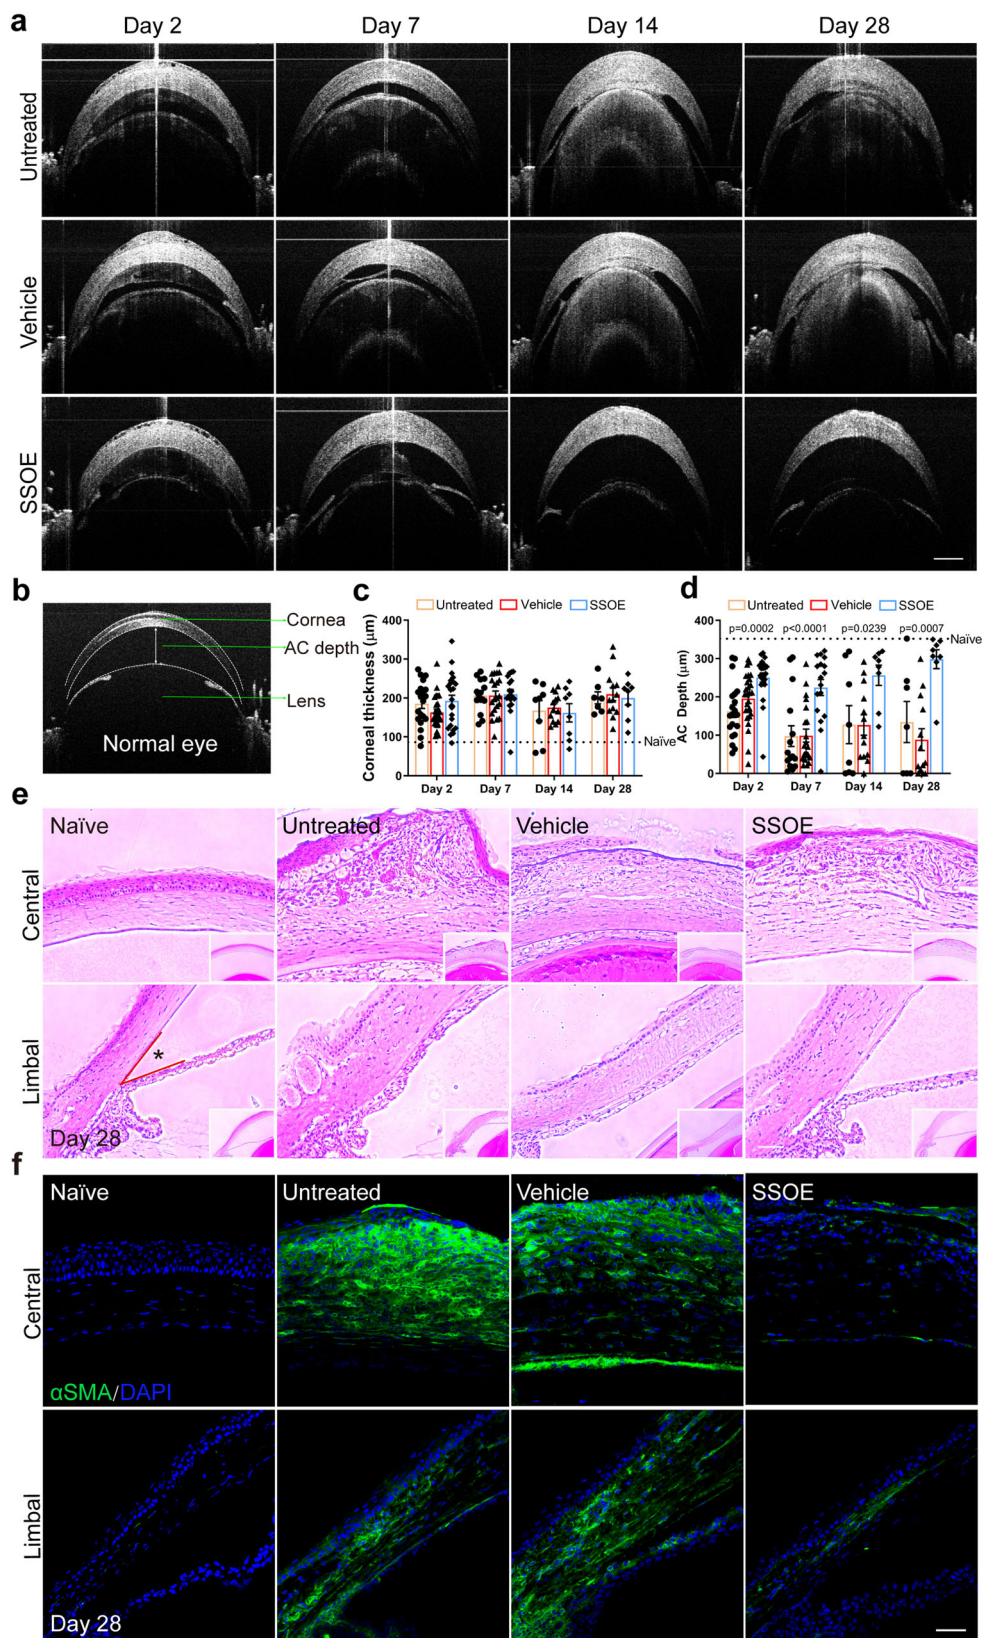 a
Day 2
Day 7
Day 14
Day 28
Untreated
Vehicle
SSOE
b
Cornea
AC depth
Lens
Normal eye
c
Untreated
Vehicle
SSOE
Corneal thickness (μm)
400
300
200
100
0
Naïve
Day 2
Day 7
Day 14
Day 28
d
Untreated
Vehicle
SSOE
AC Depth (μm)
400
300
200
100
0
p=0.0002
p<0.0001
p=0.0239
p=0.0007
Naïve
Day 2
Day 7
Day 14
Day 28
e
Naïve
Untreated
Vehicle
SSOE
Central
Limbal
*
Day 28
f
Naïve
Untreated
Vehicle
SSOE
Central
αSMA/DAPI
Limbal
Day 28